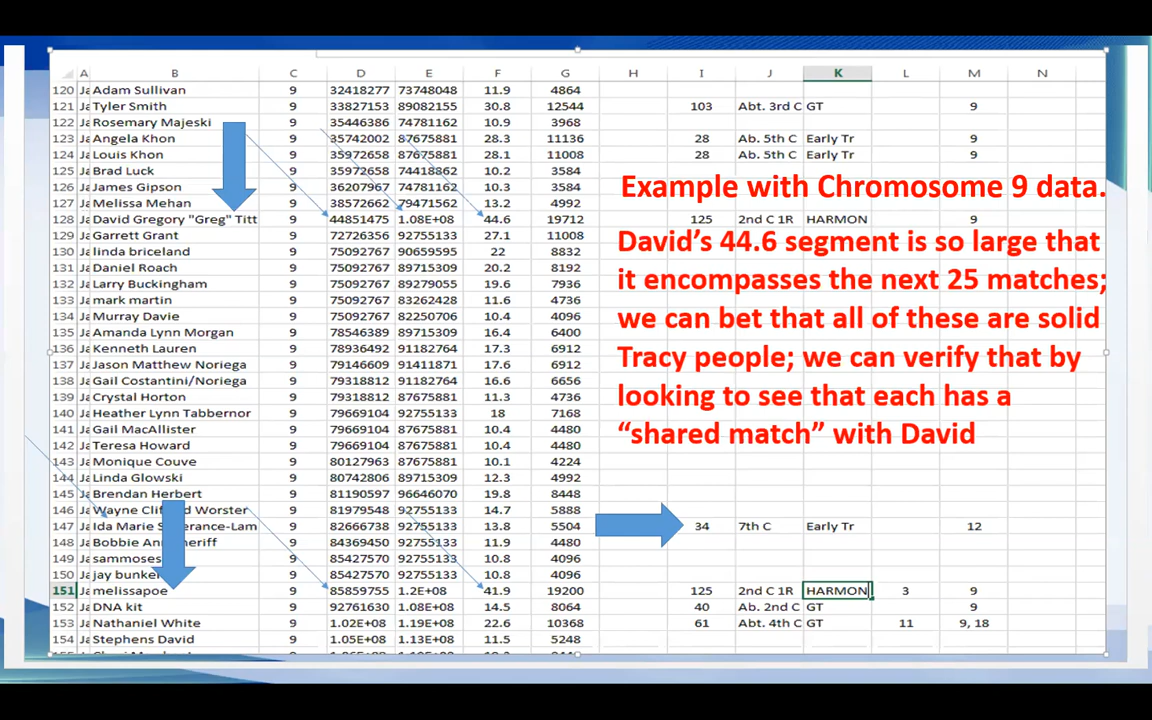 A B C D E F G H I J K L M N
120 Ja Adam Sullivan 9 32418277 73748048 11.9 4864
121 Ja Tyler Smith 9 33827153 89082155 30.8 12544 103 Abt. 3rd C GT 9
122 Ja Rosemary Majeski 9 35446386 74781162 10.9 3968
123 Ja Angela Khon 9 35742002 87675881 28.3 11136 28 Ab. 5th C Early Tr 9
124 Ja Louis Khon 9 35972658 87675881 28.1 11008 28 Ab. 5th C Early Tr 9
125 Ja Brad Luck 9 35972658 74418862 10.2 3584
126 Ja James Gipson 9 36207967 74781162 10.3 3584
127 Ja Melissa Mehan 9 38572662 79471562 13.2 4992
128 Ja David Gregory "Greg" Titt 9 44851475 1.08E+08 44.6 19712 125 2nd C 1R HARMON 9
129 Ja Garrett Grant 9 72726356 92755133 27.1 11008
130 Ja linda briceland 9 75092767 90659595 22 8832
131 Ja Daniel Roach 9 75092767 89715309 20.2 8192
132 Ja Larry Buckingham 9 75092767 89279055 19.6 7936
133 Ja mark martin 9 75092767 83262428 11.6 4736
134 Ja Murray Davie 9 75092767 82250706 10.4 4096
135 Ja Amanda Lynn Morgan 9 78546389 89715309 16.4 6400
136 Ja Kenneth Lauren 9 78936492 91182764 17.3 6912
137 Ja Jason Matthew Noriega 9 79146609 91411871 17.6 6912
138 Ja Gail Costantini/Noriega 9 79318812 91182764 16.6 6656
139 Ja Crystal Horton 9 79318812 87675881 11.3 4736
140 Ja Heather Lynn Tabbernor 9 79669104 92755133 18 7168
141 Ja Gail MacAllister 9 79669104 87675881 10.4 4480
142 Ja Teresa Howard 9 79669104 87675881 10.4 4480
143 Ja Monique Couve 9 80127963 87675881 10.1 4224
144 Ja Linda Glowski 9 80742806 89715309 12.3 4992
145 Ja Brendan Herbert 9 81190597 96646070 19.8 8448
146 Ja Wayne Worster 9 81979548 92755133 14.7 5888
147 Ja Ida Marie 9 82666738 92755133 13.8 5504 34 7th C Early Tr 12
148 Ja Bobbie 9 84369450 92755133 11.9 4480
149 Ja sammoses 9 85427570 92755133 10.8 4096
150 Ja jay 9 85427570 92755133 10.8 4096
151 Ja melissapoe 9 85859755 1.2E+08 41.9 19200 125 2nd C 1R HARMON 3 9
152 Ja DNA kit 9 92761630 1.08E+08 14.5 8064 40 Ab. 2nd C GT 9
153 Ja Nathaniel White 9 1.02E+08 1.19E+08 22.6 10368 61 Abt. 4th C GT 11 9, 18
154 Ja Stephens David 9 1.05E+08 1.13E+08 11.5 5248
Example with Chromosome 9 data.
David's 44.6 segment is so large that
it encompasses the next 25 matches;
we can bet that all of these are solid
Tracy people; we can verify that by
looking to see that each has a
“shared match” with David